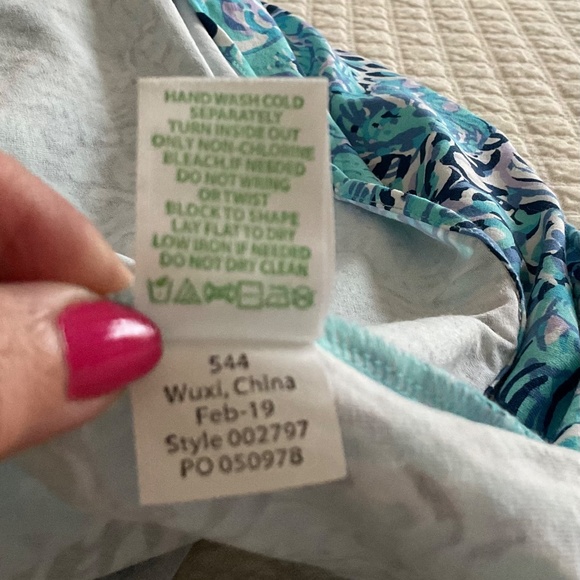 HAND WASH COLD
SEPARATELY
TURN INSIDE OUT
ONLY NON-CHLORINE
BLEACH IF NEEDED
DO NOT WRING
OR TWIST
BLOCK TO SHAPE
LAY FLAT TO DRY
LOW IRON IF NEEDED
DO NOT DRY CLEAN
544
Wuxi, China
Feb-19
Style 002797
PO 050978